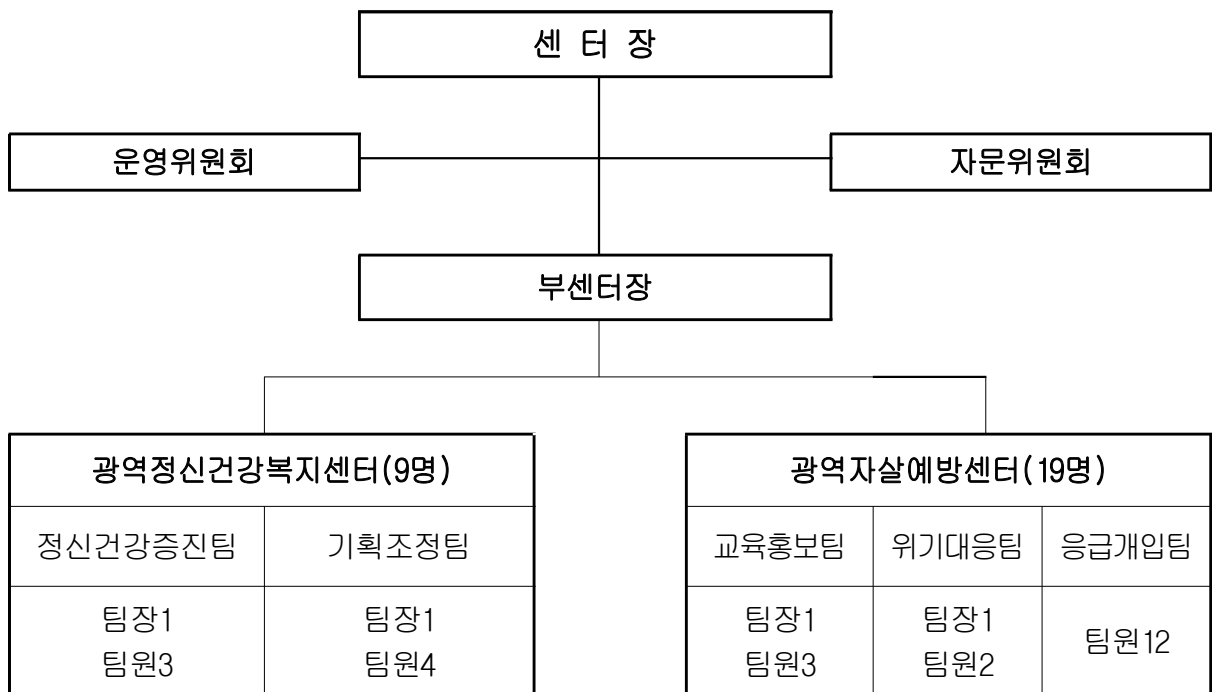 센 터 장
운영위원회
자문위원회
부센터장
광역정신건강복지센터(9명)
광역자살예방센터(19명)
정신건강증진팀
기획조정팀
교육홍보팀
위기대응팀
응급개입팀
팀장1
팀원3
팀장1
팀원4
팀장1
팀원3
팀장1
팀원2
팀원12